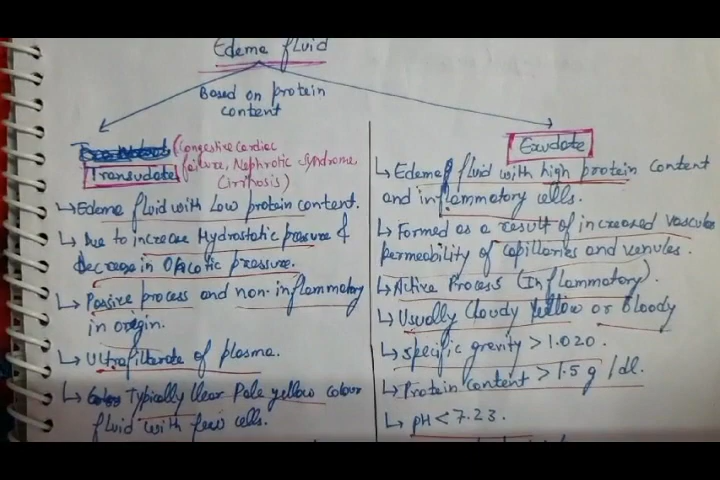 Edema fluid
Based on protein
content
(Congestive Cardiac
Transudate failure, Nephrotic syndrome
Cirrhosis)
↳ Edema fluid with Low protein content.
↳ Due to increase Hydrostatic pressure &
decrease in Oncotic pressure.
↳ Passive process and non-inflammatory
in origin.
↳ Ultrafilterate of plasma.
↳ Typically Clear Pale yellow colour
fluid with few cells.
Exudate
↳ Edema fluid with high protein content
and inflammatory cells.
↳ Formed as a result of increased vascular
permeability of capillaries and venules.
↳ Active Process (Inflammatory).
↳ Usually Cloudy Yellow or Bloody
↳ specific gravity > 1.020.
↳ Protein content > 1.5 g/dl.
↳ pH < 7.23.